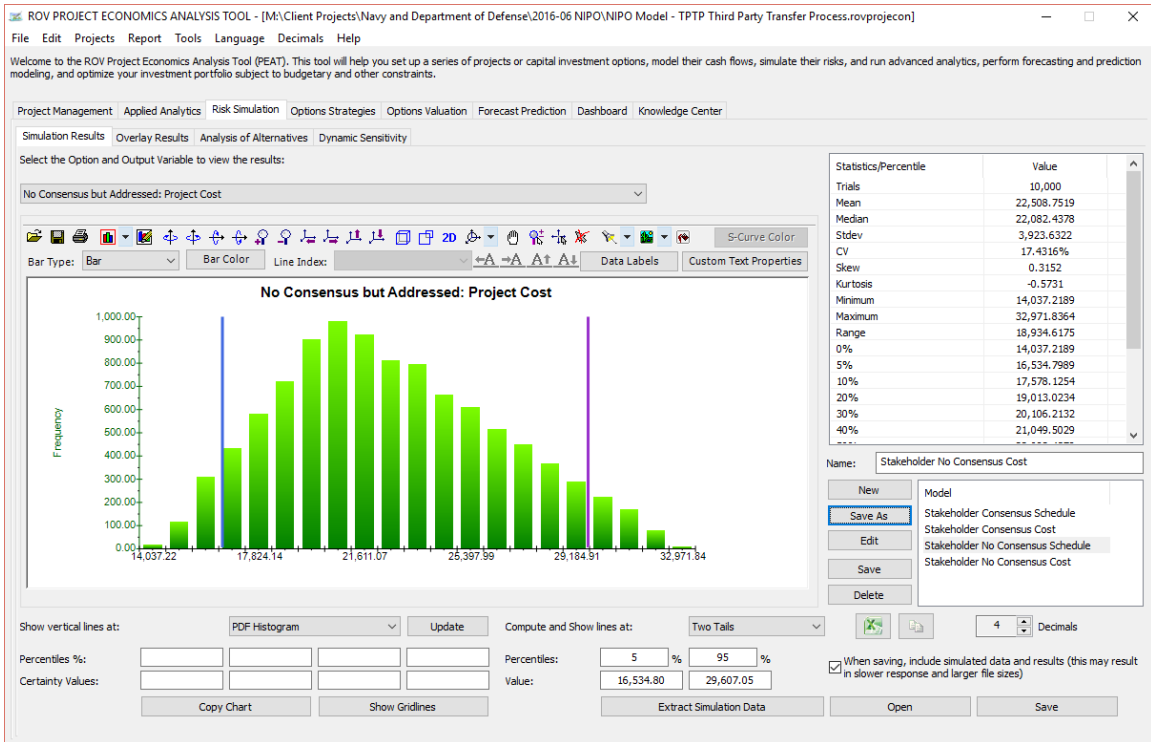 ROV PROJECT ECONOMICS ANALYSIS TOOL - [M:\Client Projects\Navy and Department of Defense\2016-06 NIPO\NIPO Model - TPTP Third Party Transfer Process.rovprojecon]
File Edit Projects Report Tools Language Decimals Help
Welcome to the ROV Project Economics Analysis Tool (PEAT). This tool will help you set up a series of projects or capital investment options, model their cash flows, simulate their risks, and run advanced analytics, perform forecasting and prediction
modeling, and optimize your investment portfolio subject to budgetary and other constraints.
Project Management Applied Analytics Risk Simulation Options Strategies Options Valuation Forecast Prediction Dashboard Knowledge Center
Simulation Results Overlay Results Analysis of Alternatives Dynamic Sensitivity
Select the Option and Output Variable to view the results:
No Consensus but Addressed: Project Cost
2D S-Curve Color
Bar Type: Bar Bar Color Line Index: A A A A Data Labels Custom Text Properties
No Consensus but Addressed: Project Cost
Frequency
1,000.00
900.00
800.00
700.00
600.00
500.00
400.00
300.00
200.00
100.00
0.00
14,037.22 17,824.14 21,611.07 25,397.99 29,184.91 32,971.84
Statistics/Percentile Value
Trials 10,000
Mean 22,508.7519
Median 22,082.4378
Stdev 3,923.6322
CV 17.4316%
Skew 0.3152
Kurtosis -0.5731
Minimum 14,037.2189
Maximum 32,971.8364
Range 18,934.6175
0% 14,037.2189
5% 16,534.7989
10% 17,578.1254
20% 19,013.0234
30% 20,106.2132
40% 21,049.5029
Name: Stakeholder No Consensus Cost
New
Save As
Edit
Save
Delete
Model
Stakeholder Consensus Schedule
Stakeholder Consensus Cost
Stakeholder No Consensus Schedule
Stakeholder No Consensus Cost
Show vertical lines at: PDF Histogram Update Compute and Show lines at: Two Tails
4 Decimals
Percentiles %: Percentiles: 5 % 95 %
Certainty Values: Value: 16,534.80 29,607.05
When saving, include simulated data and results (this may result
in slower response and larger file sizes)
Copy Chart Show Gridlines Extract Simulation Data Open Save